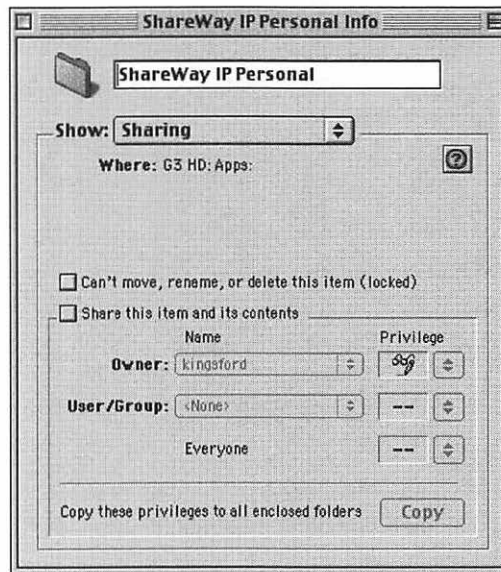 ShareWay IP Personal Info
ShareWay IP Personal
Show: Sharing
Where: G3 HD: Apps:
Can't move, rename, or delete this item (locked)
Share this item and its contents
Name Privilege
Owner: kingsford
User/Group: <None> --
Everyone --
Copy these privileges to all enclosed folders Copy